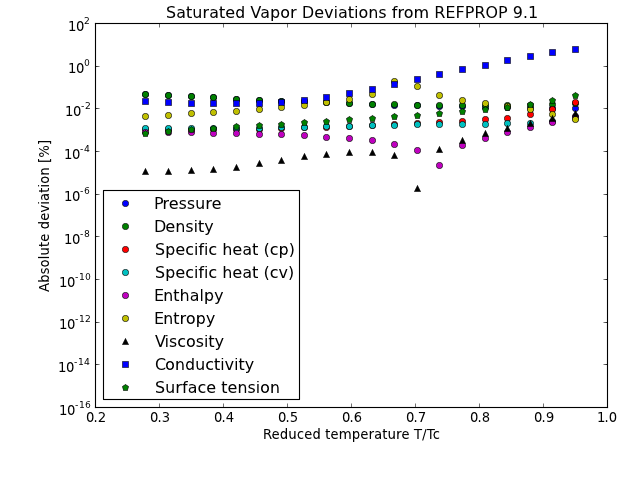 Saturated Vapor Deviations from REFPROP 9.1
10^2
10^0
10^-2
10^-4
10^-6
10^-8
10^-10
10^-12
10^-14
10^-16
Absolute deviation [%]
Pressure
Density
Specific heat (cp)
Specific heat (cv)
Enthalpy
Entropy
Viscosity
Conductivity
Surface tension
0.2 0.3 0.4 0.5 0.6 0.7 0.8 0.9 1.0
Reduced temperature T/Tc